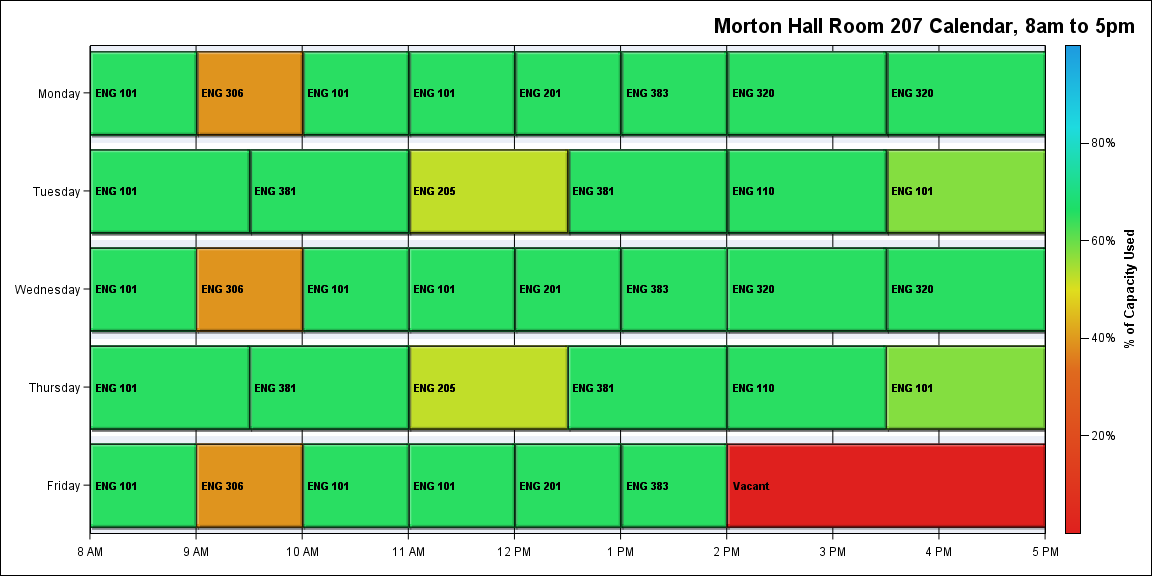 Morton Hall Room 207 Calendar, 8am to 5pm
Monday
ENG 101
ENG 306
ENG 101
ENG 101
ENG 201
ENG 383
ENG 320
ENG 320
Tuesday
ENG 101
ENG 381
ENG 205
ENG 381
ENG 110
ENG 101
Wednesday
ENG 101
ENG 306
ENG 101
ENG 101
ENG 201
ENG 383
ENG 320
ENG 320
Thursday
ENG 101
ENG 381
ENG 205
ENG 381
ENG 110
ENG 101
Friday
ENG 101
ENG 306
ENG 101
ENG 101
ENG 201
ENG 383
Vacant
8 AM
9 AM
10 AM
11 AM
12 PM
1 PM
2 PM
3 PM
4 PM
5 PM
80%
60%
40%
20%
% of Capacity Used